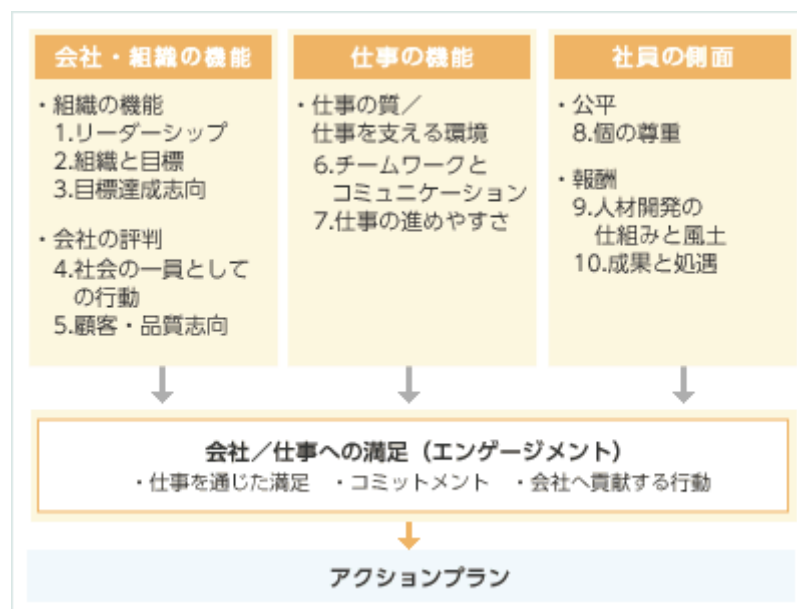 会社・組織の機能
・組織の機能
1.リーダーシップ
2.組織と目標
3.目標達成志向
・会社の評判
4.社会の一員として
の行動
5.顧客・品質志向
仕事の機能
・仕事の質／
仕事を支える環境
6.チームワークと
コミュニケーション
7.仕事の進めやすさ
社員の側面
・公平
8.個の尊重
・報酬
9.人材開発の
仕組みと風土
10.成果と処遇
会社／仕事への満足（エンゲージメント）
・仕事を通じた満足　・コミットメント　・会社へ貢献する行動
アクションプラン